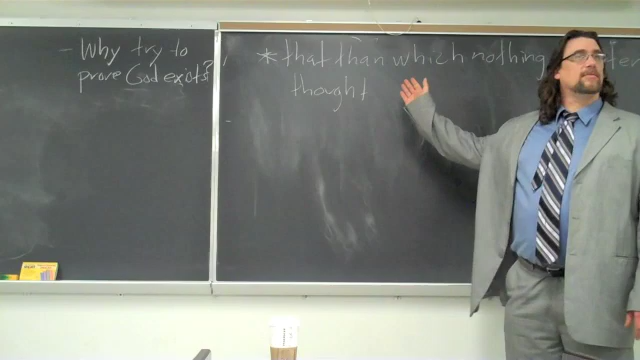 - Why try to
prove God exists?
* that than which nothing
thought